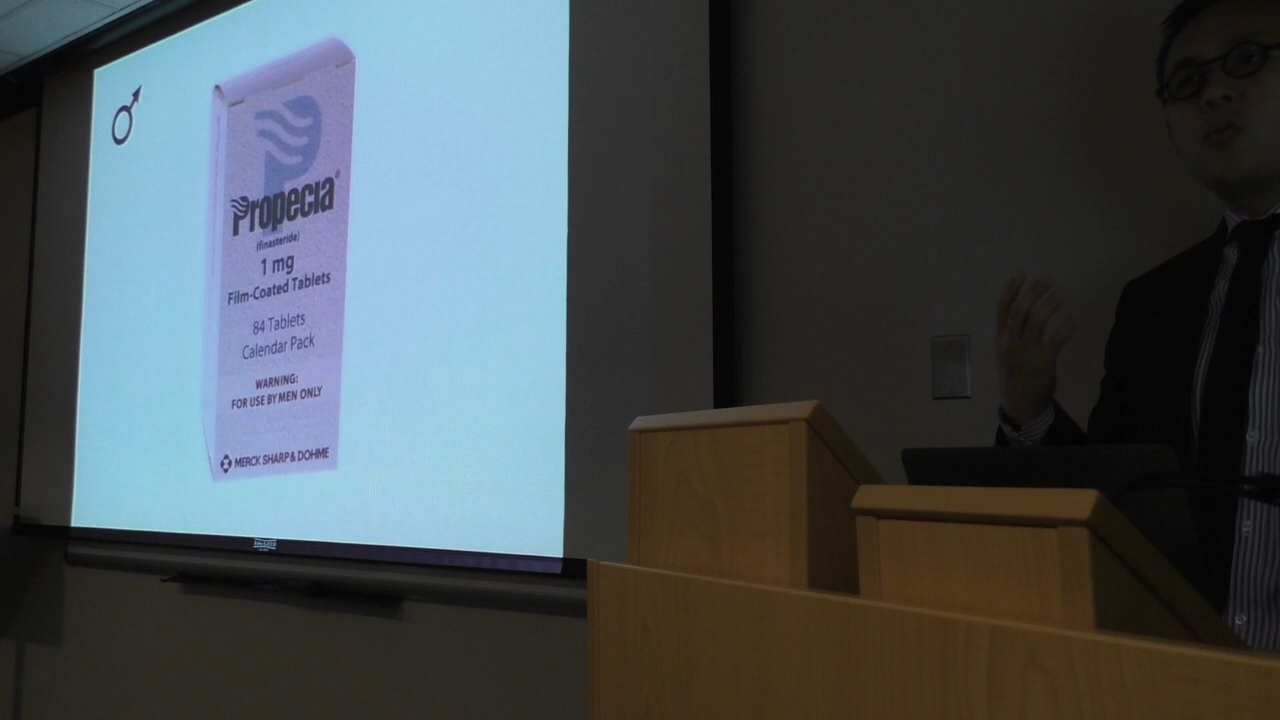 Propecia®
(finasteride)
1 mg
Film-Coated Tablets
84 Tablets
Calendar Pack
WARNING:
FOR USE BY MEN ONLY
MERCK SHARP & DOHME